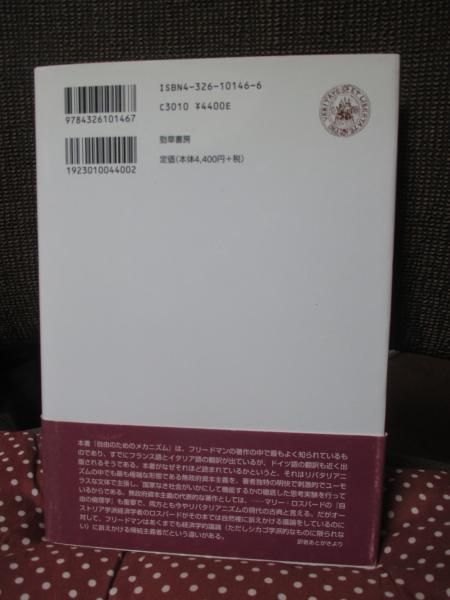 ISBN4-326-10146-6
C3010 ¥4400E
9784326101467
勁草書房
定価(本体4,400円+税)
1923010044002
本書『自由のためのメカニズム』は、フリードマンの著作の中で最もよく知られているも
のであり、すでにフランス語とイタリア語の翻訳が出ているが、ドイツ語の翻訳も近く出
版されるそうである。本書がなぜそれほど読まれているかというと、それはリバタリアニ
ズムの中でも最も極端な形態である無政府資本主義を、著者独特の明快で刺激的でユーモ
ラスな文体で主張し、国家なき社会がいかにして機能するかの徹底した思考実験を行って
いるからである。無政府資本主義の代表的な著作としては、……マリー・ロスバードの『自
由の倫理学』も重要で、両方とも今やリバタリアニズムの現代の古典と言える。だがオー
ストリア学派経済学者のロスバードがその本では自然権に訴えかける議論をしているのに
対して、フリードマンはあくまでも経済学的議論(ただしシカゴ学派的なものに限られな
い)に訴えかける帰結主義者だという違いがある。
訳者あとがきより